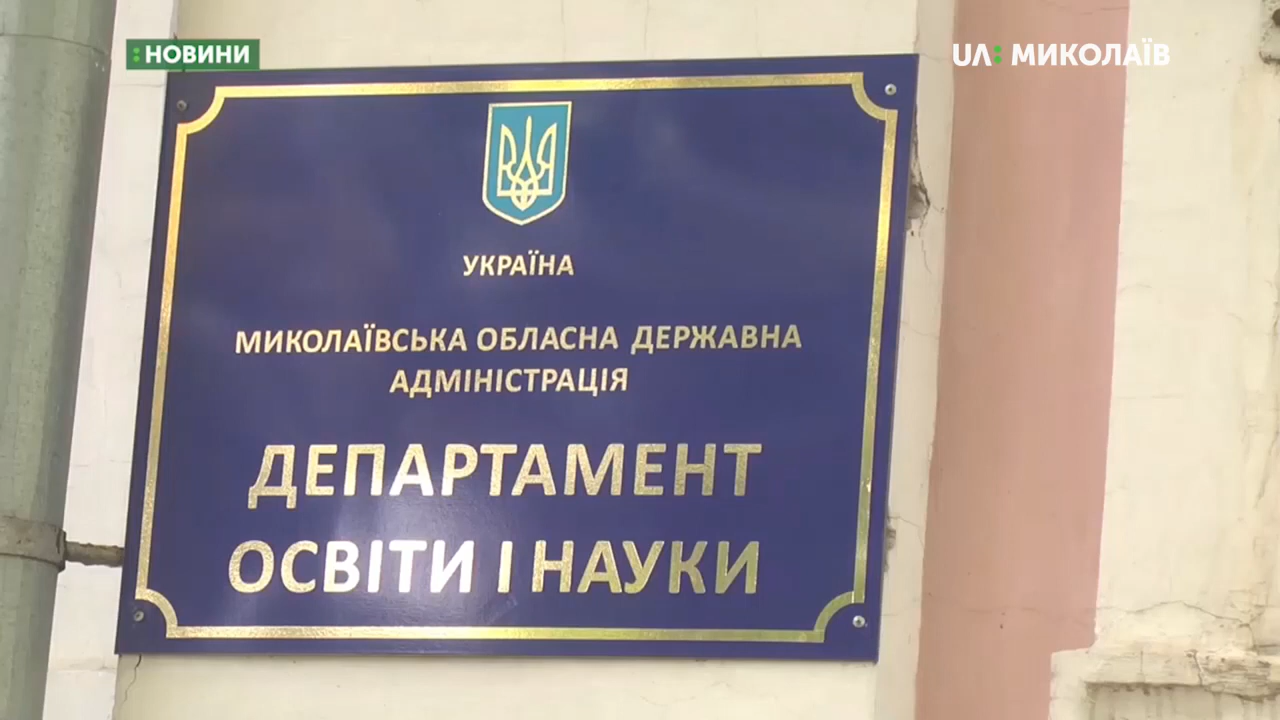 :НОВИНИ
UA: МИКОЛАЇВ
УКРАЇНА
МИКОЛАЇВСЬКА ОБЛАСНА ДЕРЖАВНА
АДМІНІСТРАЦІЯ
ДЕПАРТАМЕНТ
ОСВІТИ І НАУКИ